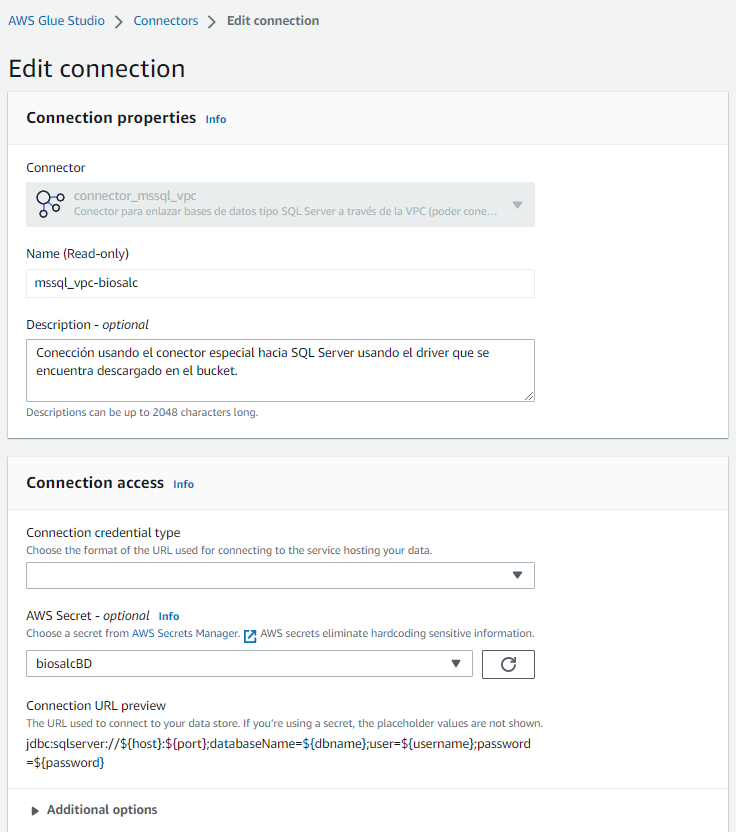 AWS Glue Studio > Connectors > Edit connection
Edit connection
Connection properties Info
Connector
connector_mssql_vpc
Conector para enlazar bases de datos tipo SQL Server a través de la VPC (poder cone...
Name (Read-only)
mssql_vpc-biosalc
Description - optional
Conección usando el conector especial hacia SQL Server usando el driver que se
encuentra descargado en el bucket.
Descriptions can be up to 2048 characters long.
Connection access Info
Connection credential type
Choose the format of the URL used for connecting to the service hosting your data.
AWS Secret - optional Info
Choose a secret from AWS Secrets Manager. AWS secrets eliminate hardcoding sensitive information.
biosalcBD
Connection URL preview
The URL used to connect to your data store. If you're using a secret, the placeholder values are not shown.
jdbc:sqlserver://${host}:${port};databaseName=${dbname};user=${username};password
=${password}
Additional options